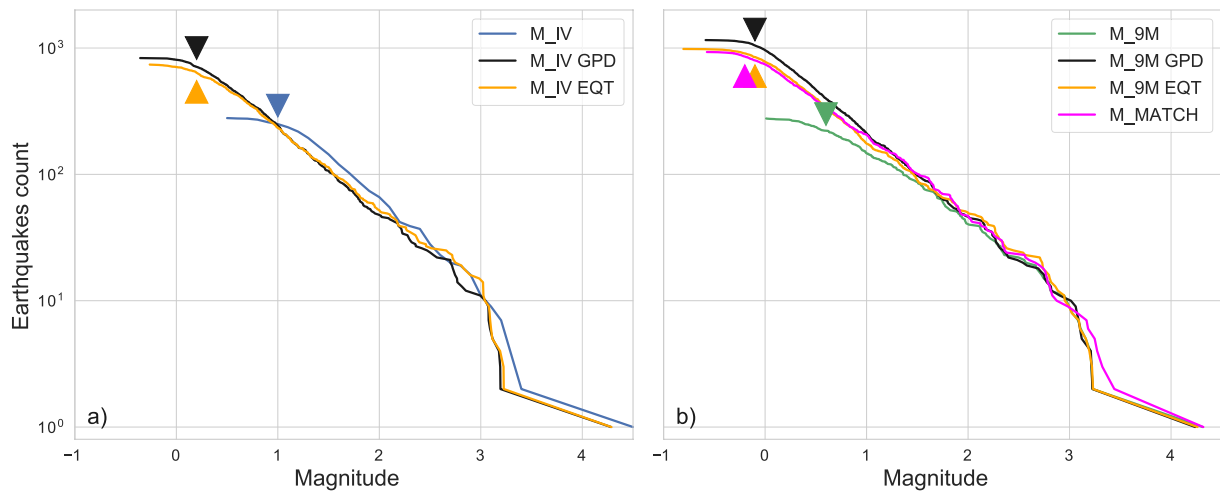 Earthquakes count
10³
10²
10¹
10⁰
M_IV
M_IV GPD
M_IV EQT
a)
−1 0 1 2 3 4
Magnitude
M_9M
M_9M GPD
M_9M EQT
M_MATCH
b)
−1 0 1 2 3 4
Magnitude